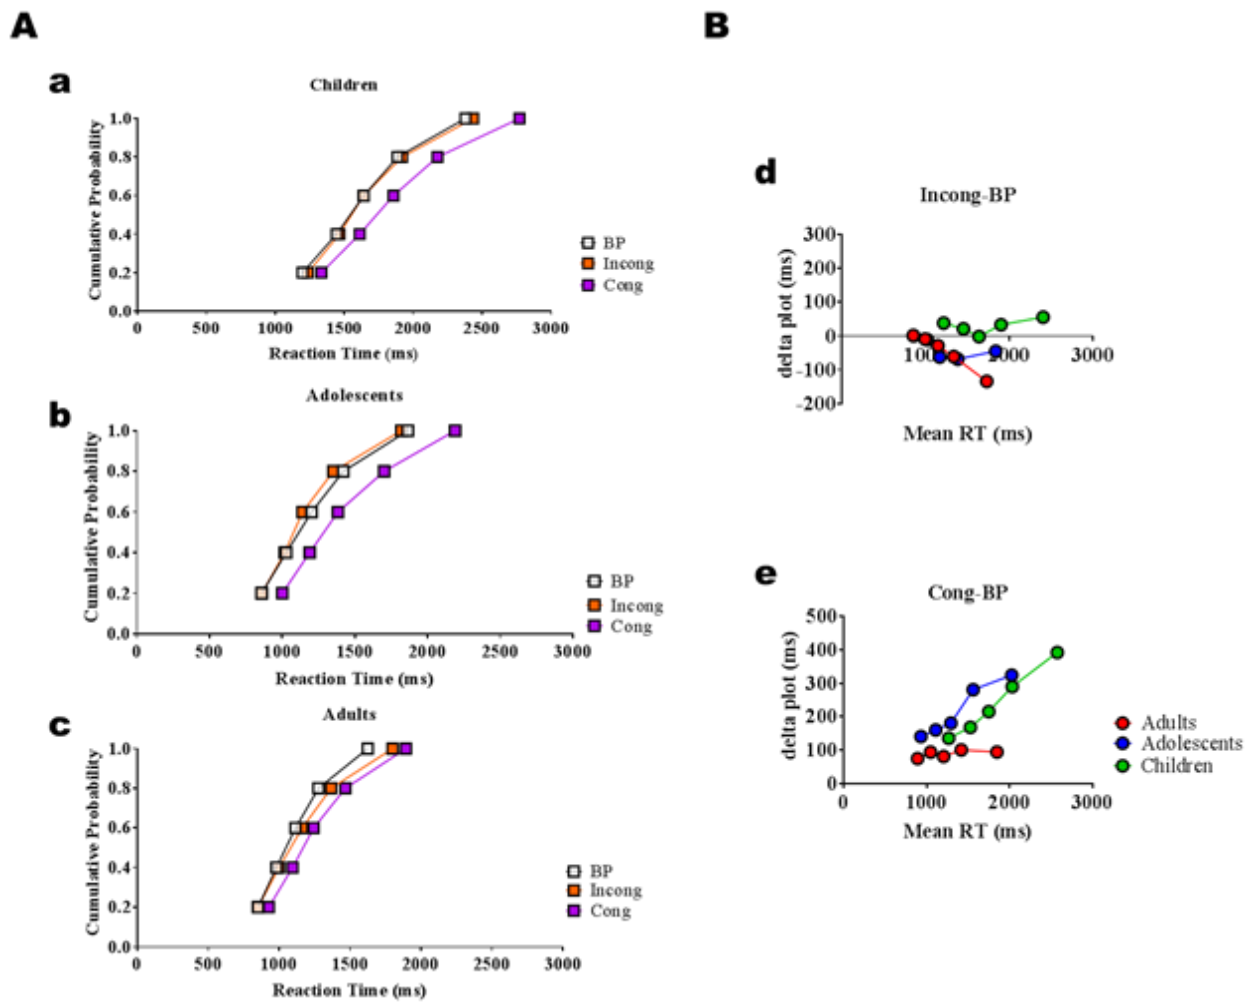 A
B
a
Children
Cumulative Probability
1.0
0.8
0.6
0.4
0.2
0.0
0 500 1000 1500 2000 2500 3000
Reaction Time (ms)
BP
Incong
Cong
b
Adolescents
Cumulative Probability
1.0
0.8
0.6
0.4
0.2
0.0
0 500 1000 1500 2000 2500 3000
Reaction Time (ms)
BP
Incong
Cong
c
Adults
Cumulative Probability
1.0
0.8
0.6
0.4
0.2
0.0
0 500 1000 1500 2000 2500 3000
Reaction Time (ms)
BP
Incong
Cong
d
Incong-BP
delta plot (ms)
300
200
100
0
-100
-200
1000 2000 3000
Mean RT (ms)
e
Cong-BP
delta plot (ms)
500
400
300
200
100
0
0 1000 2000 3000
Mean RT (ms)
Adults
Adolescents
Children